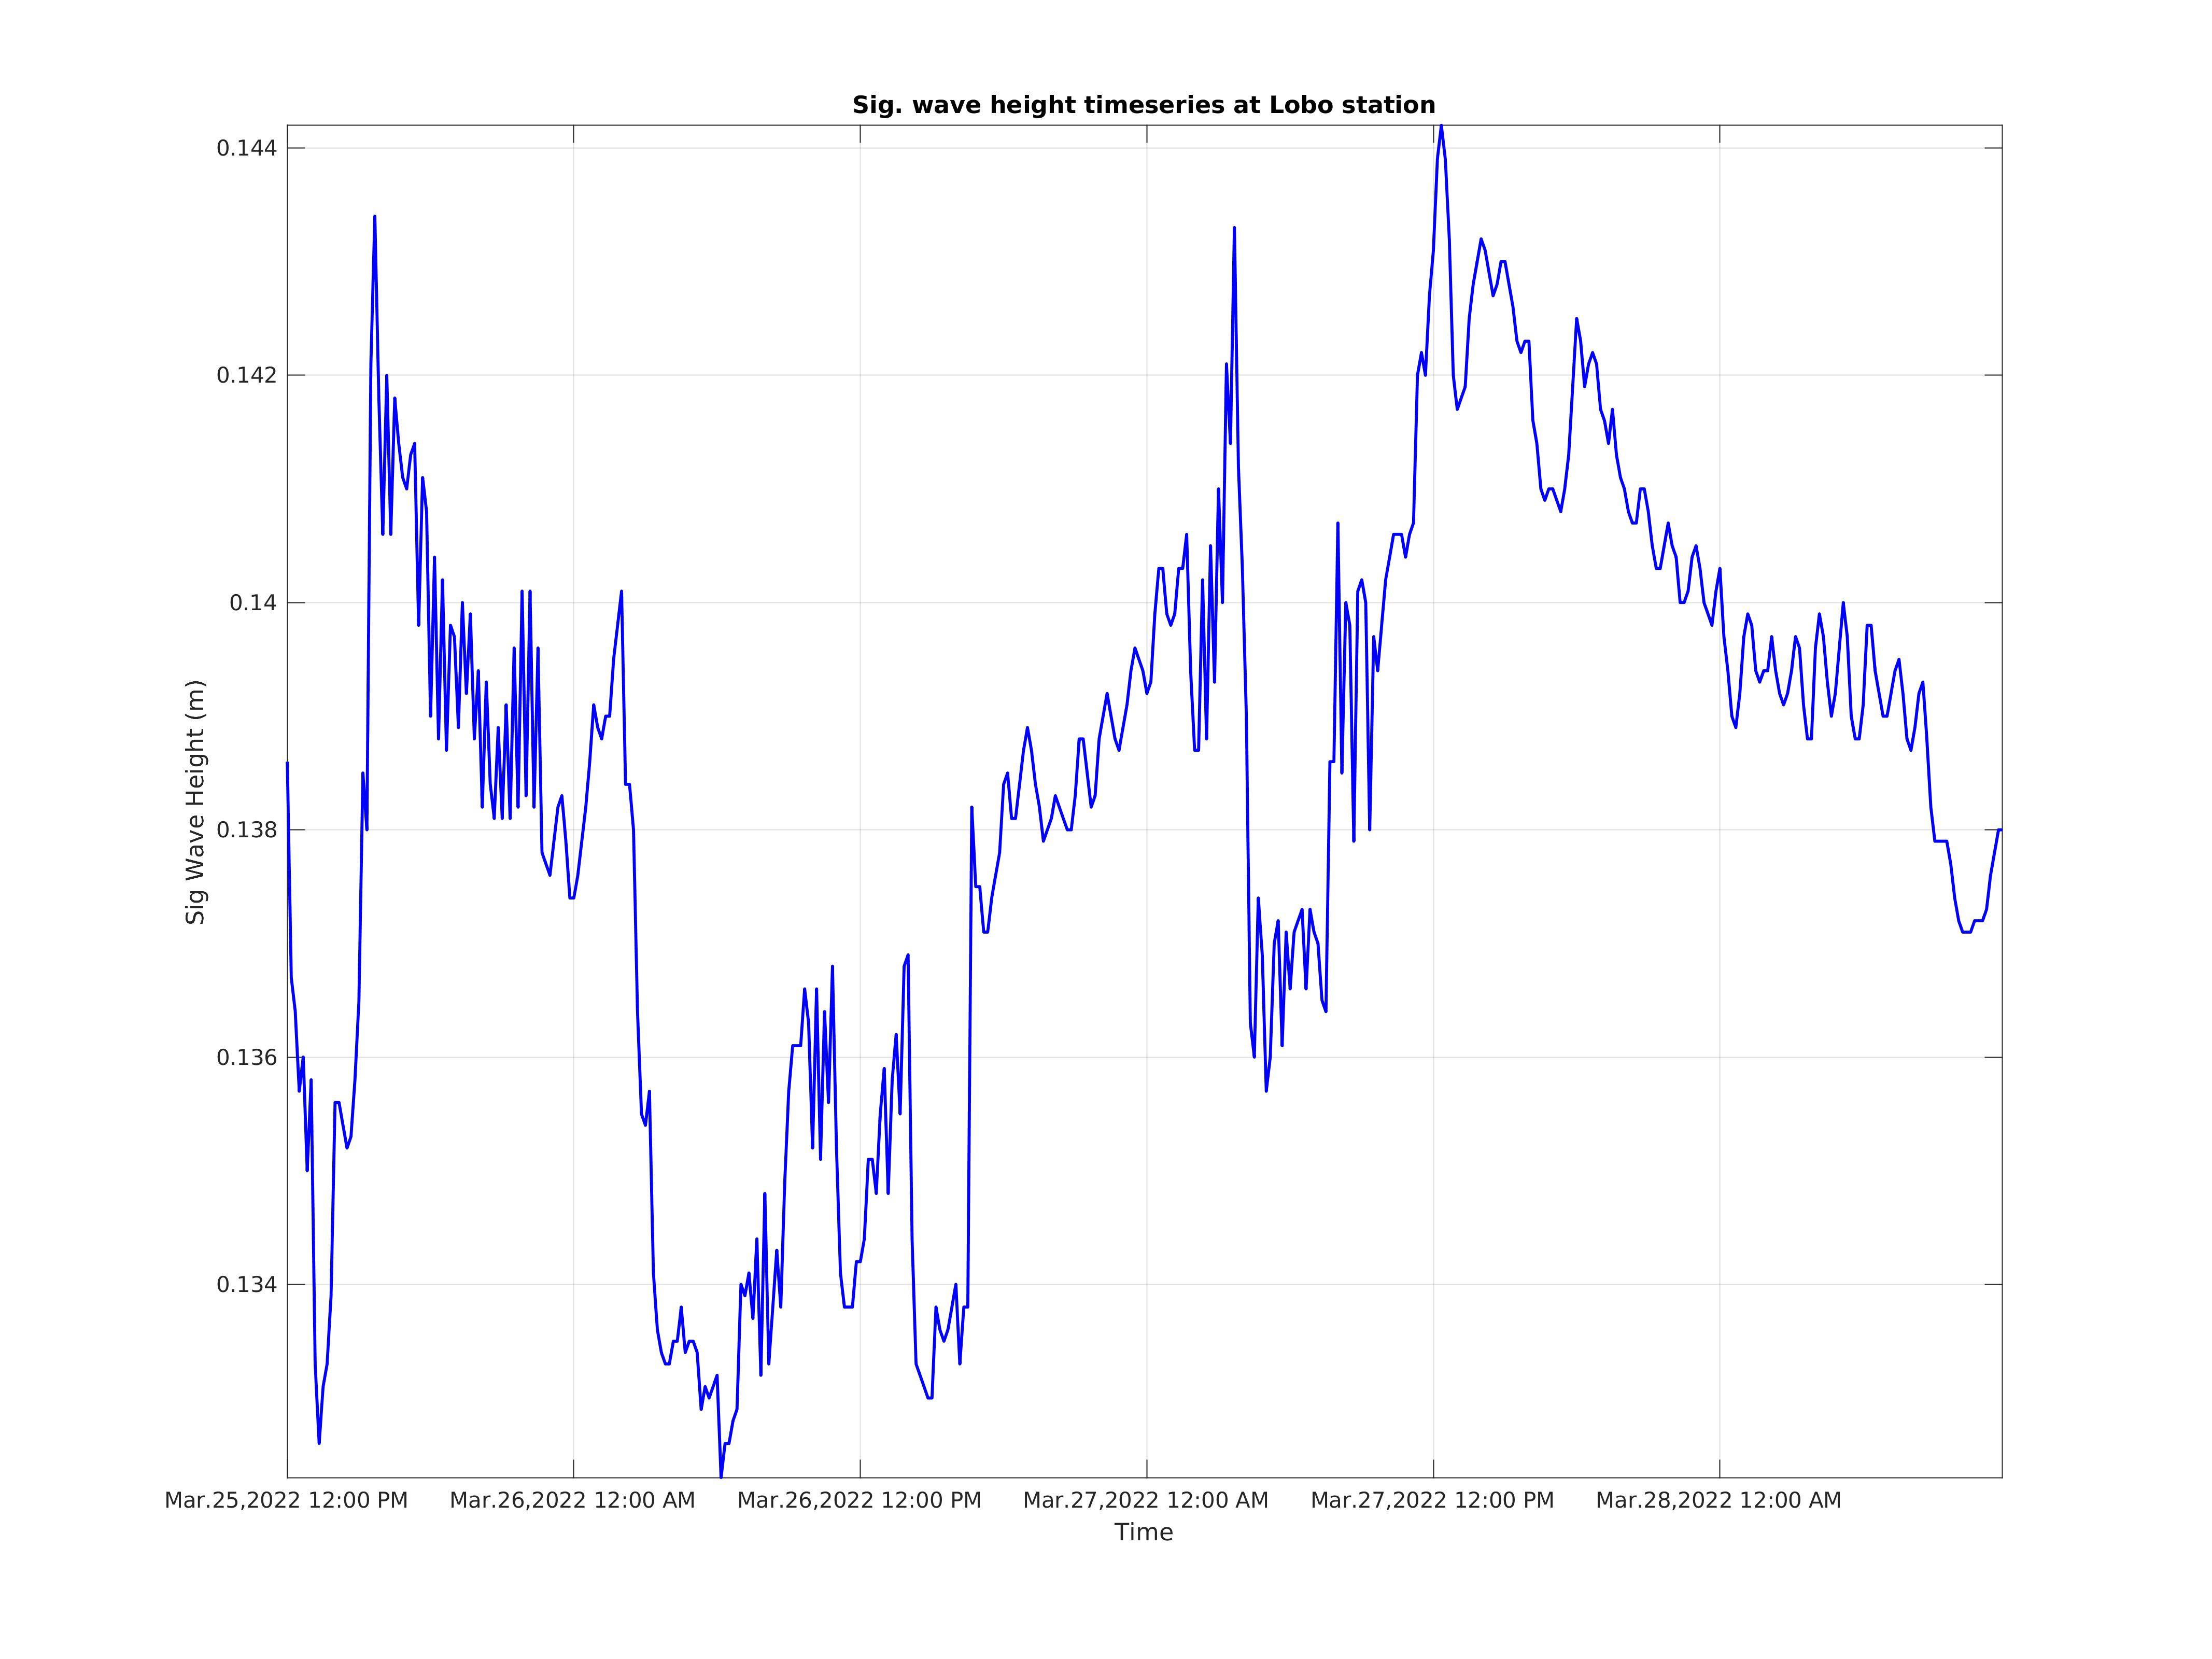 Sig. wave height timeseries at Lobo station
0.144
0.142
0.14
0.138
0.136
0.134
Sig Wave Height (m)
Mar.25,2022 12:00 PM
Mar.26,2022 12:00 AM
Mar.26,2022 12:00 PM
Mar.27,2022 12:00 AM
Mar.27,2022 12:00 PM
Mar.28,2022 12:00 AM
Time